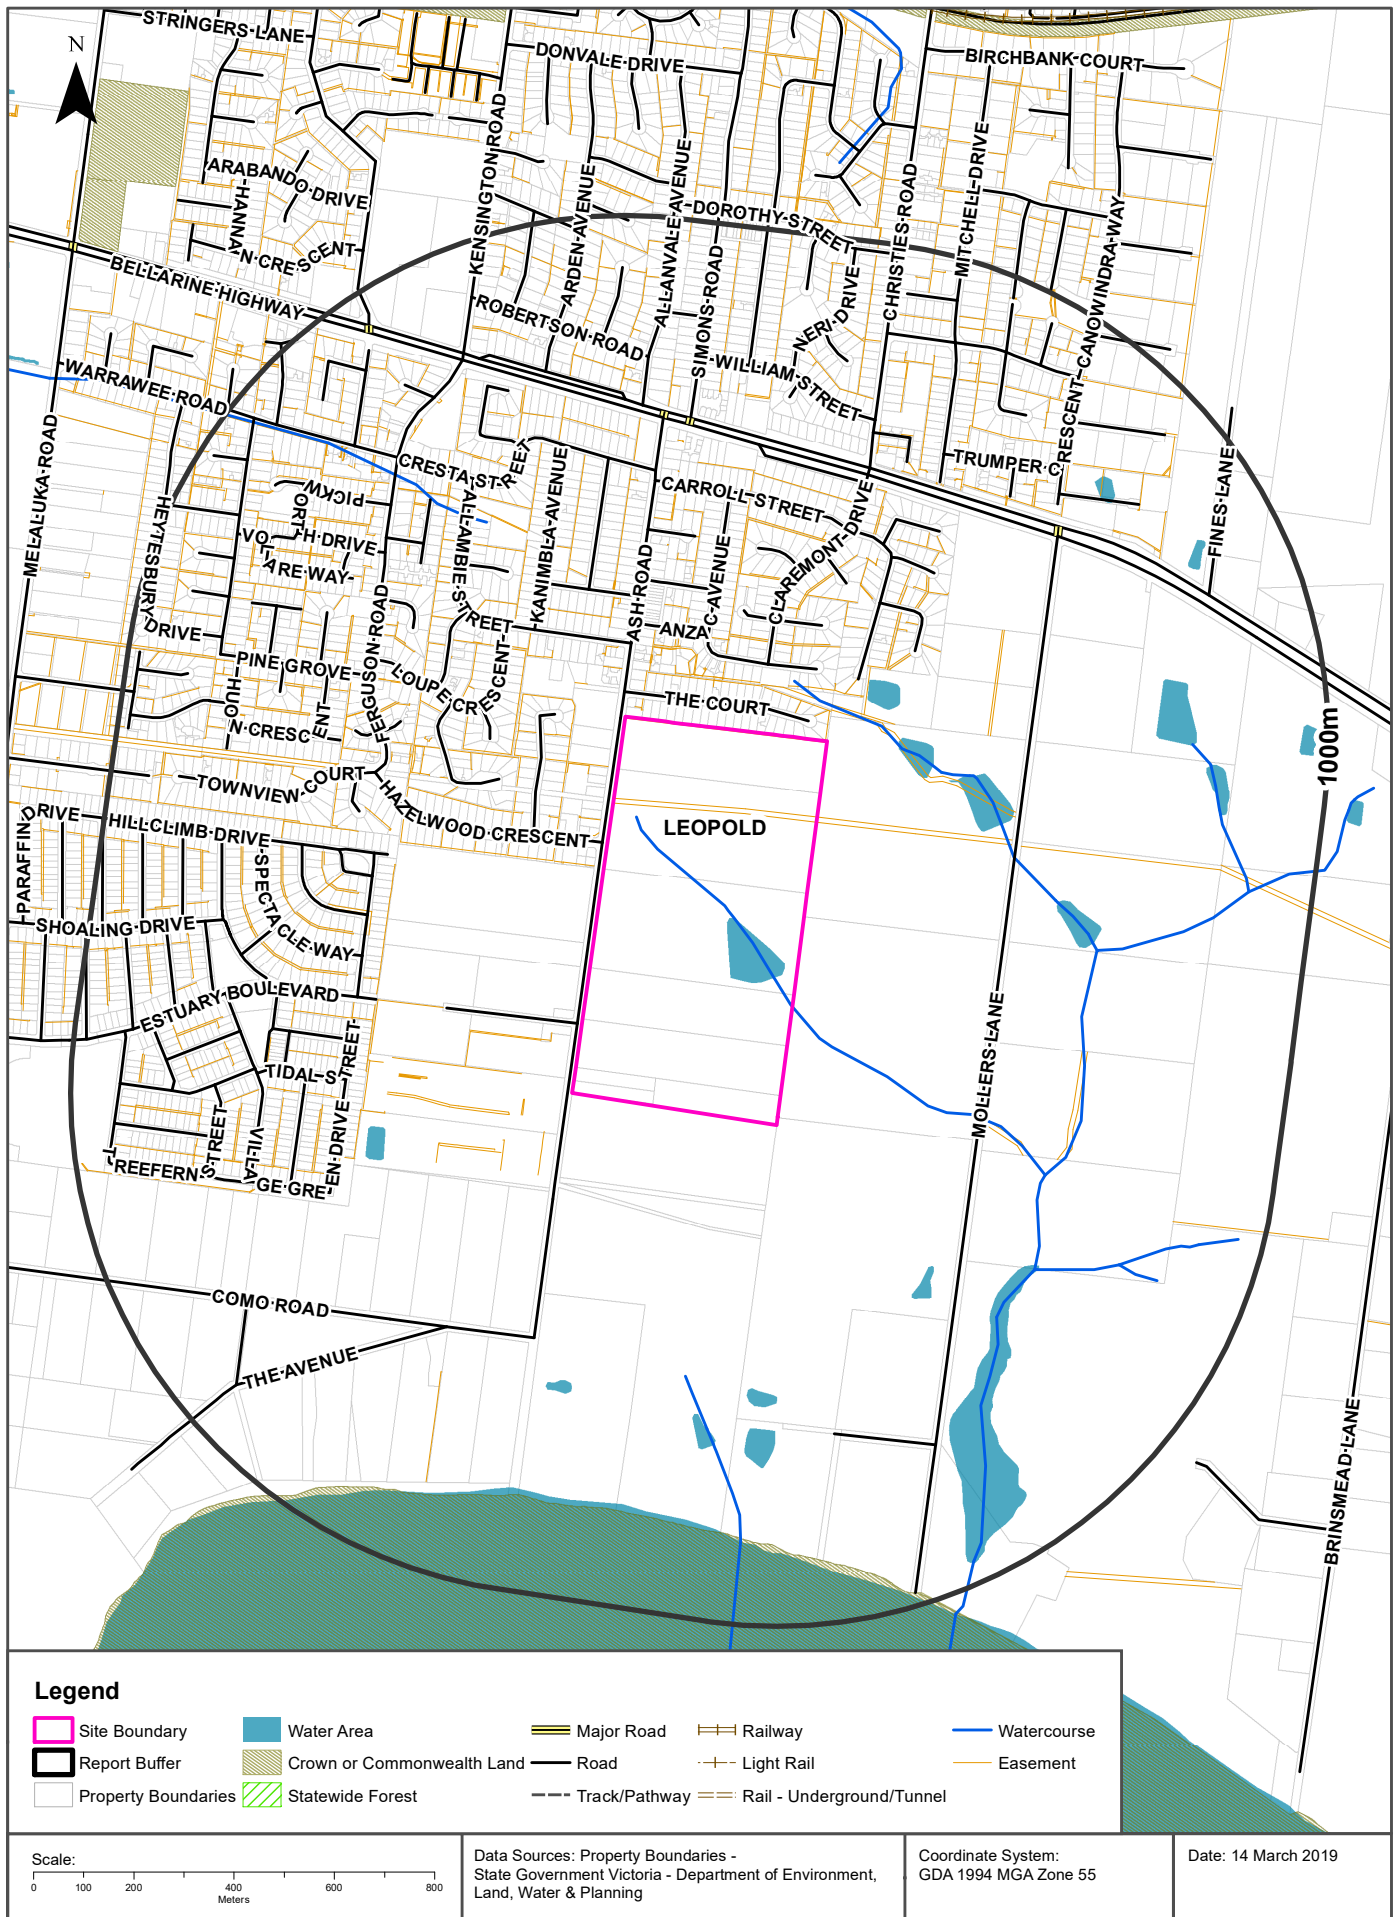 STRINGERS LANE
N
DONVALE DRIVE
BIRCHBANK COURT
KENSINGTON ROAD
ARABANDO DRIVE
HANNAN CRESCENT
ARDEN AVENUE
ALLANVALE AVENUE
DOROTHY STREET
SIMONS ROAD
CHRISTIES ROAD
MITCHELL DRIVE
CANOWINDRA WAY
BELLARINE HIGHWAY
ROBERTSON ROAD
NERI DRIVE
WILLIAM STREET
WARRAWEE ROAD
MELALUKA ROAD
CRESTA STREET
TRUMPER CRESCENT
FINES LANE
PICKWORTH DRIVE
CARROLL STREET
HEYTESBURY DRIVE
VOLLARE WAY
ALLAMBIE STREET
KANIMBLA AVENUE
CLAREMONT DRIVE
ASH ROAD
ANZAC AVENUE
PINE GROVE
FERGUSON ROAD
LOUPE CRESCENT
HUON CRESCENT
THE COURT
1000m
TOWNVIEW COURT
HAZELWOOD CRESCENT
LEOPOLD
PARAFFIN DRIVE
HILLCLIMB DRIVE
SPECTACLE WAY
SHOALING DRIVE
ESTUARY BOULEVARD
TIDAL STREET
MOLLERS LANE
TREEFERN STREET
VILLAGE GREEN DRIVE
COMO ROAD
THE AVENUE
BRINSMEAD LANE
Legend
Site Boundary
Water Area
Major Road
Railway
Watercourse
Report Buffer
Crown or Commonwealth Land
Road
Light Rail
Easement
Property Boundaries
Statewide Forest
Track/Pathway
Rail - Underground/Tunnel
Scale:
0 100 200 400 600 800
Meters
Data Sources: Property Boundaries -
State Government Victoria - Department of Environment,
Land, Water & Planning
Coordinate System:
GDA 1994 MGA Zone 55
Date: 14 March 2019